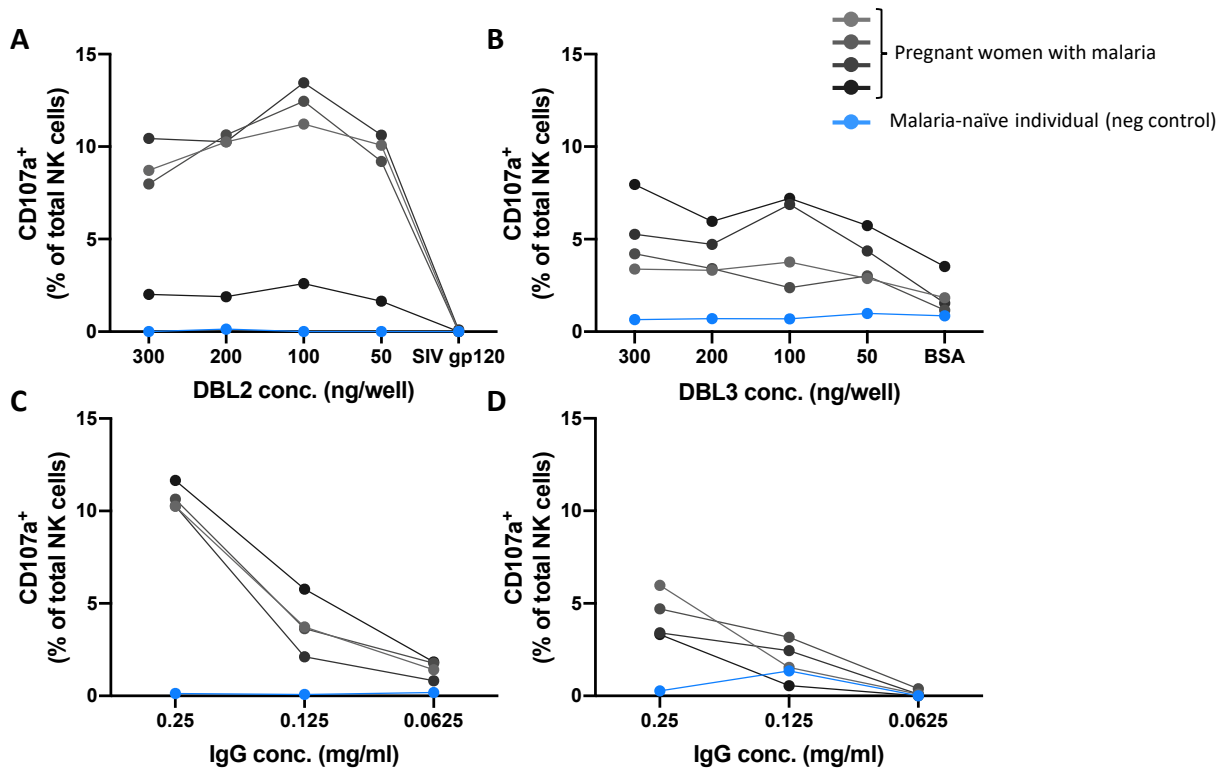 A
B
Pregnant women with malaria
Malaria-naïve individual (neg control)
CD107a+
(% of total NK cells)
15
10
5
0
300 200 100 50 SIV gp120
DBL2 conc. (ng/well)
CD107a+
(% of total NK cells)
15
10
5
0
300 200 100 50 BSA
DBL3 conc. (ng/well)
C
D
CD107a+
(% of total NK cells)
15
10
5
0
0.25 0.125 0.0625
IgG conc. (mg/ml)
CD107a+
(% of total NK cells)
15
10
5
0
0.25 0.125 0.0625
IgG conc. (mg/ml)